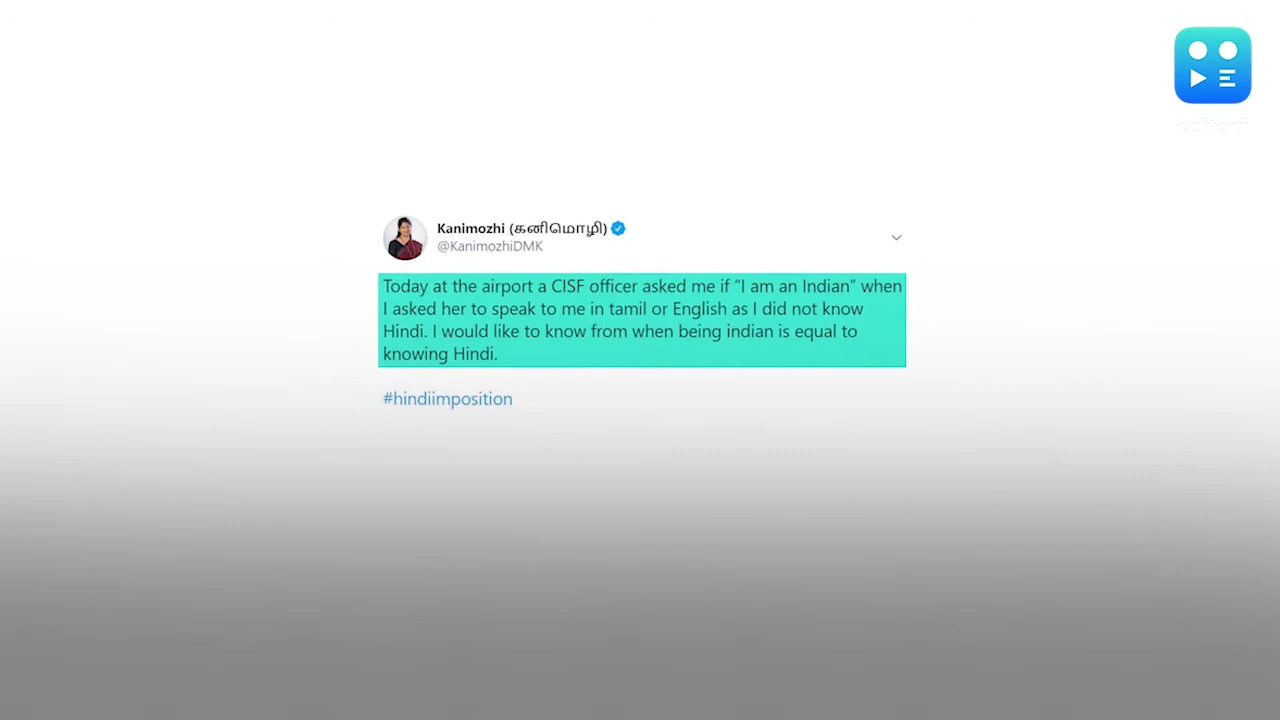 Kanimozhi (கனிமொழி)
@KanimozhiDMK
Today at the airport a CISF officer asked me if “I am an Indian” when
I asked her to speak to me in tamil or English as I did not know
Hindi. I would like to know from when being indian is equal to
knowing Hindi.
#hindiimposition